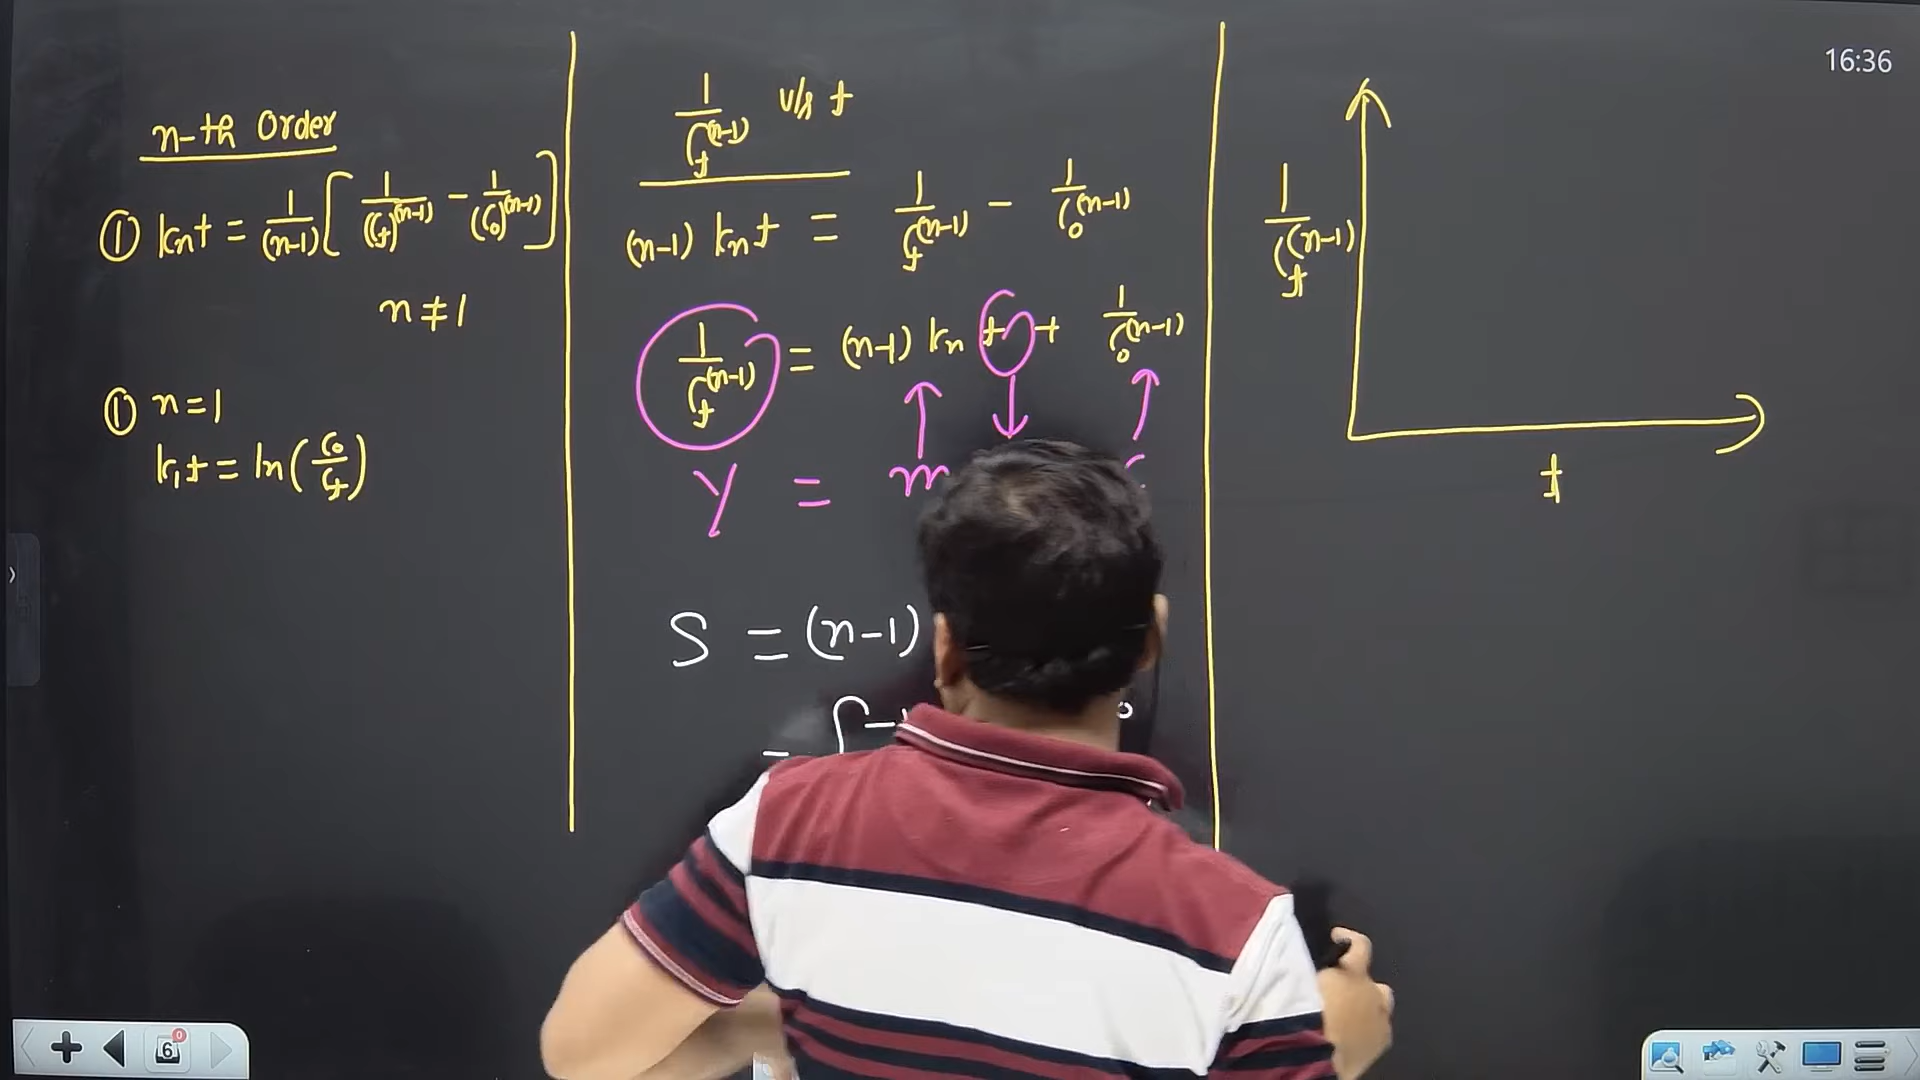 16:36
n-th Order
① Knt = 1/(n-1) [ 1/(Ct)^(n-1) - 1/(C0)^(n-1) ]
n ≠ 1
① n = 1
K1t = ln(C0/Ct)
1/Ct^(n-1) v/s t
(n-1) Knt = 1/Ct^(n-1) - 1/C0^(n-1)
1/Ct^(n-1) = (n-1) Kn t + 1/C0^(n-1)
Y = m
S = (n-1)
1/Ct^(n-1)
t
6
0